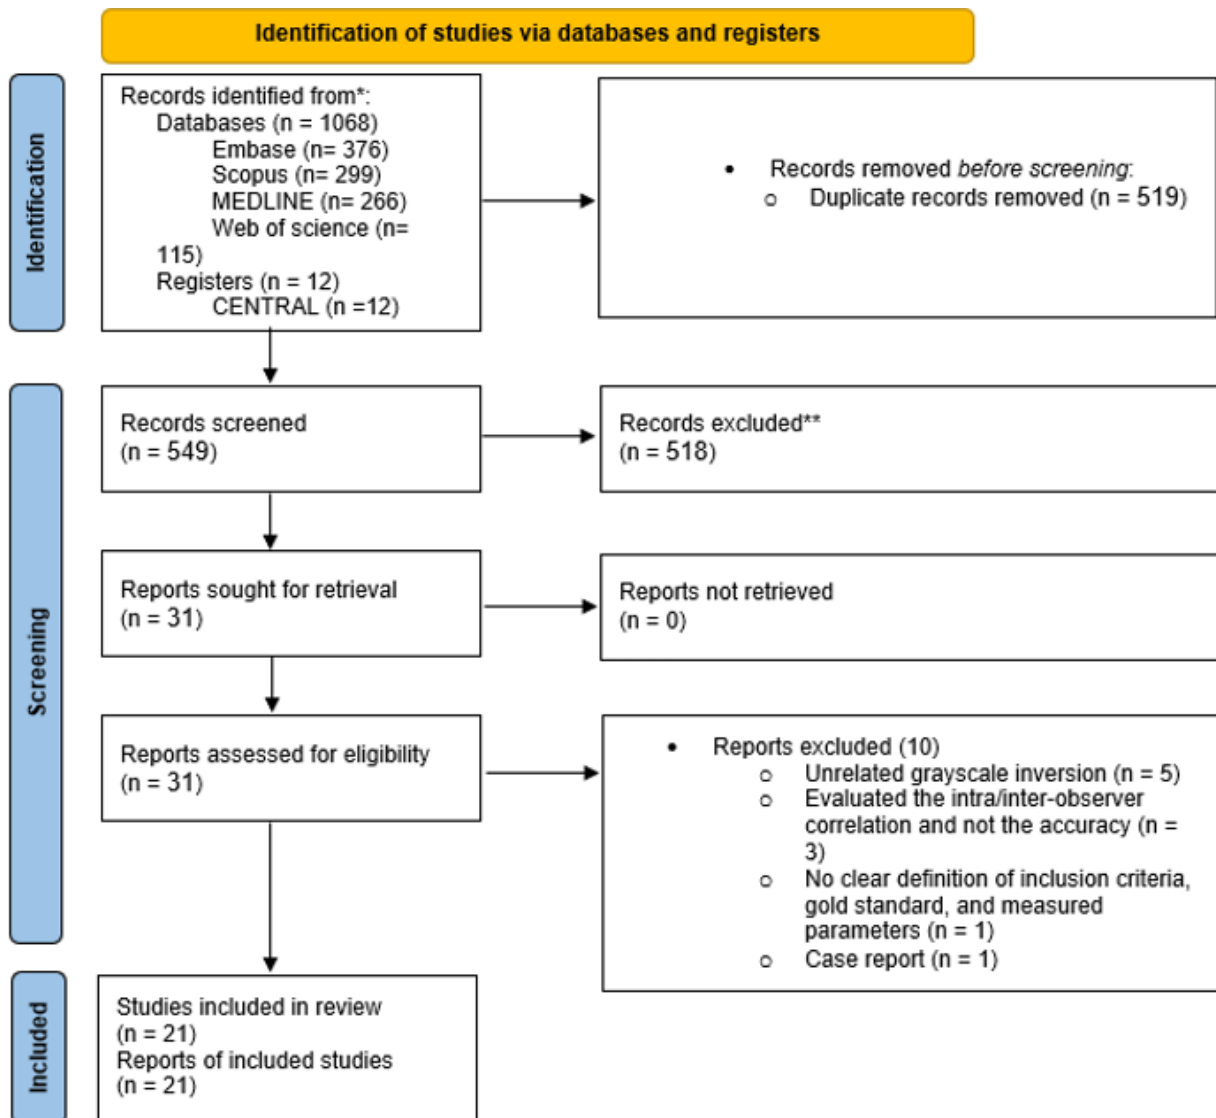 Identification of studies via databases and registers
Identification
Records identified from*:
Databases (n = 1068)
Embase (n= 376)
Scopus (n= 299)
MEDLINE (n= 266)
Web of science (n=
115)
Registers (n = 12)
CENTRAL (n =12)
• Records removed before screening:
o Duplicate records removed (n = 519)
Screening
Records screened
(n = 549)
Records excluded**
(n = 518)
Reports sought for retrieval
(n = 31)
Reports not retrieved
(n = 0)
Reports assessed for eligibility
(n = 31)
• Reports excluded (10)
o Unrelated grayscale inversion (n = 5)
o Evaluated the intra/inter-observer
correlation and not the accuracy (n =
3)
o No clear definition of inclusion criteria,
gold standard, and measured
parameters (n = 1)
o Case report (n = 1)
Included
Studies included in review
(n = 21)
Reports of included studies
(n = 21)